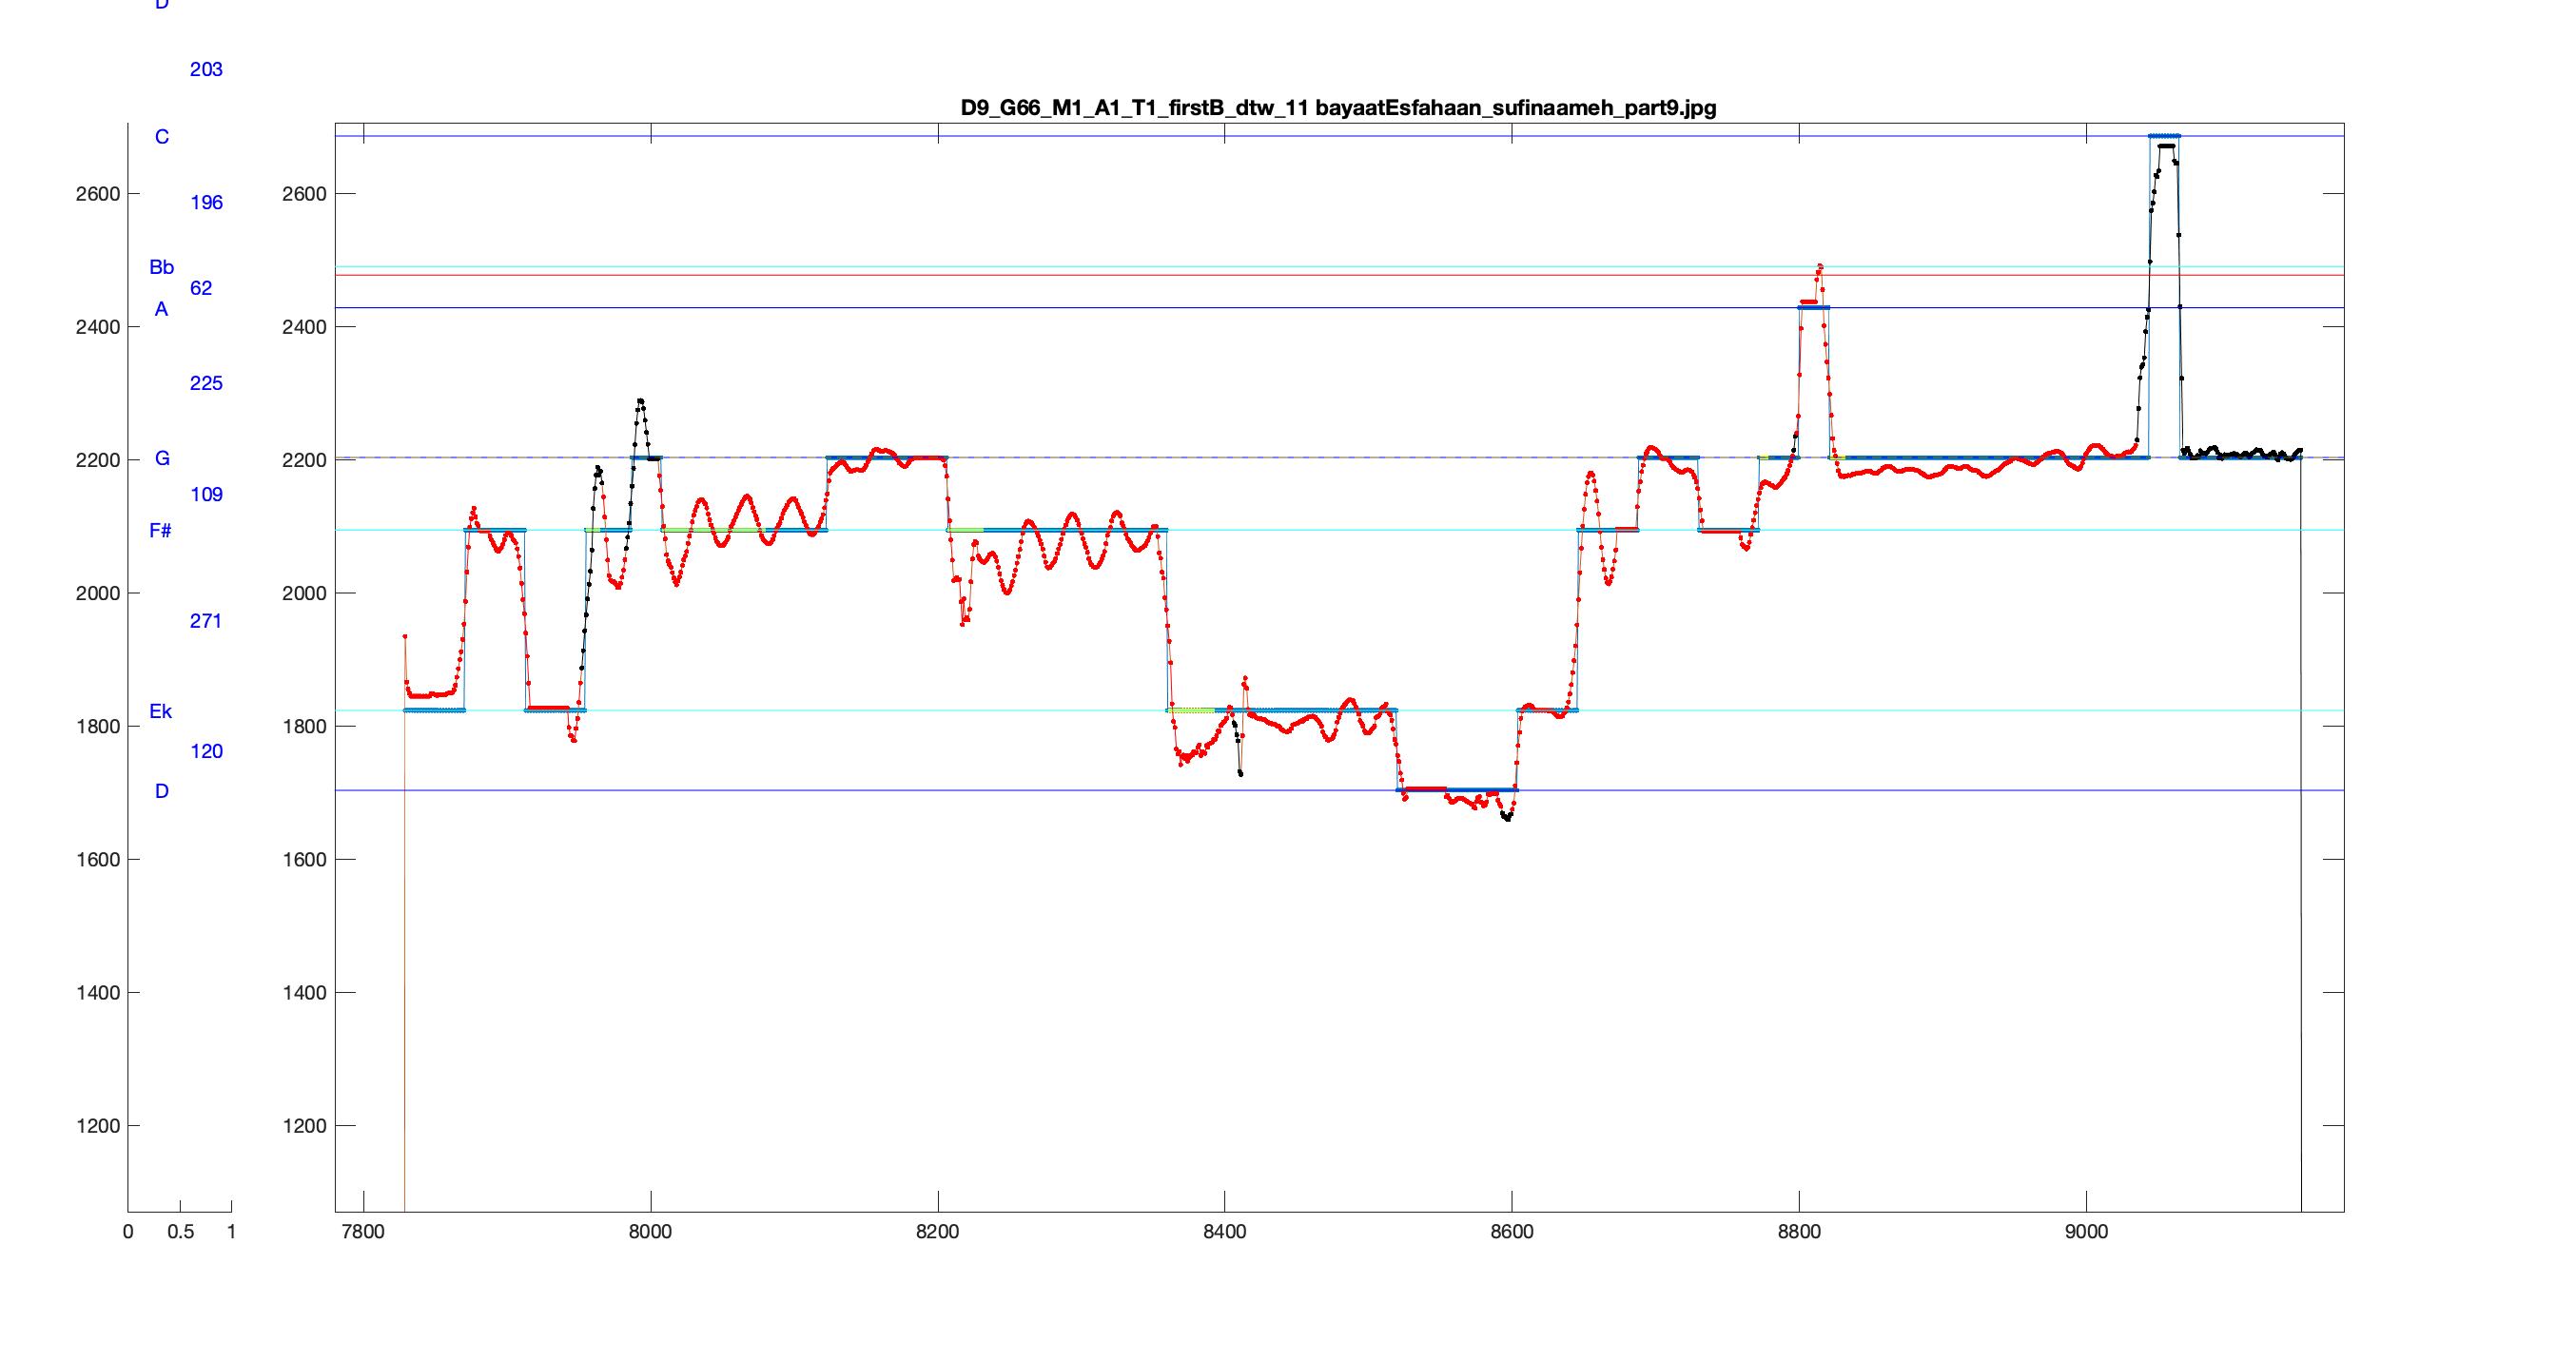 D
203
D9_G66_M1_A1_T1_firstB_dtw_11 bayaatEsfahaan_sufinaameh_part9.jpg
C
2600 196 2600
Bb
62
A
2400 2400
225
2200 G 2200
109
F#
2000 2000
271
Ek
1800 1800
120
D
1600 1600
1400 1400
1200 1200
0 0.5 1 7800 8000 8200 8400 8600 8800 9000